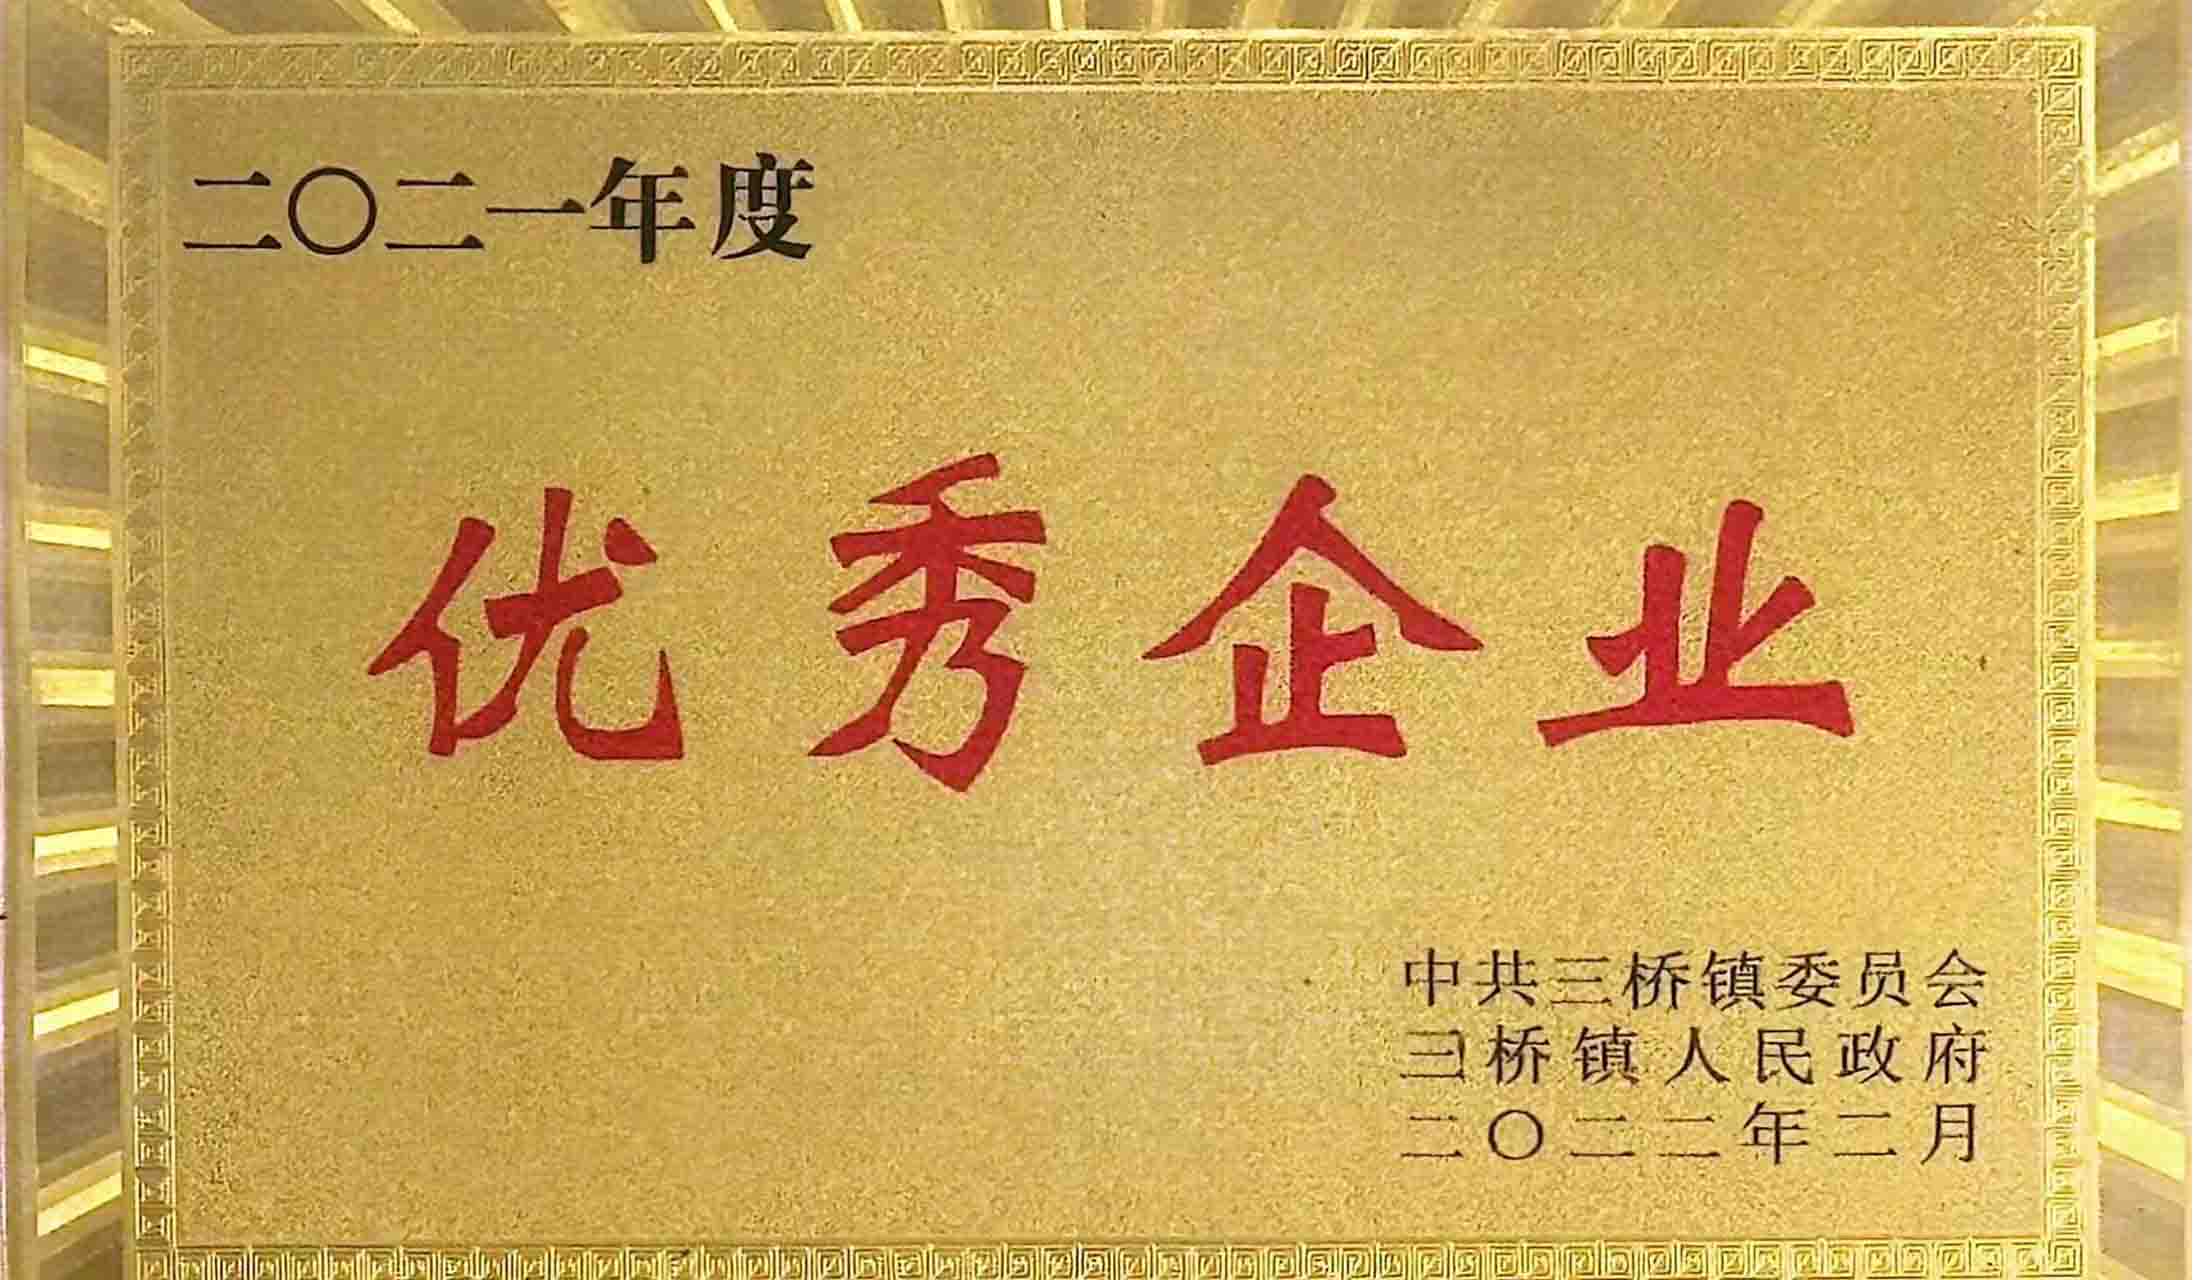 二〇二一年度
优秀企业
中共三桥镇委员会
三桥镇人民政府
二〇二二年二月